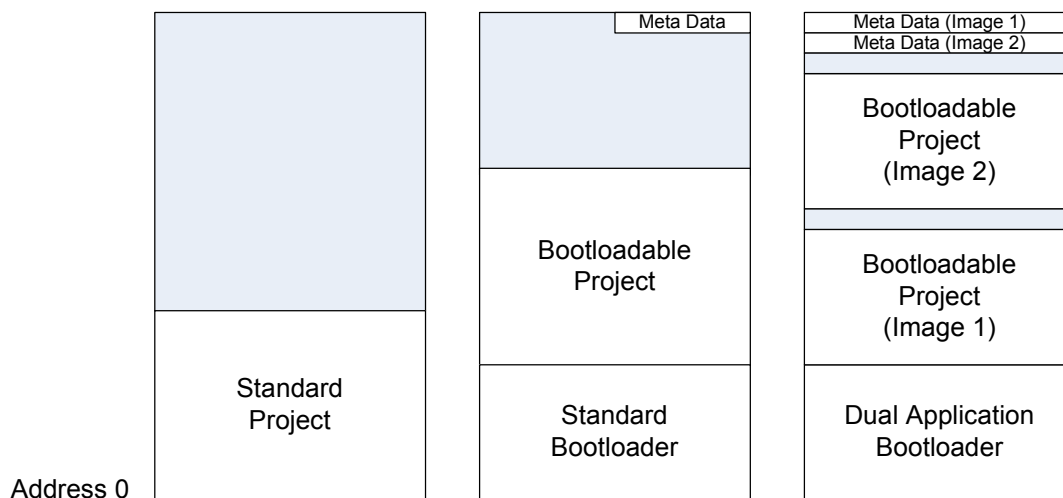 Meta Data
Meta Data (Image 1)
Meta Data (Image 2)
Bootloadable
Project
(Image 2)
Bootloadable
Project
Bootloadable
Project
(Image 1)
Standard
Project
Standard
Bootloader
Dual Application
Bootloader
Address 0